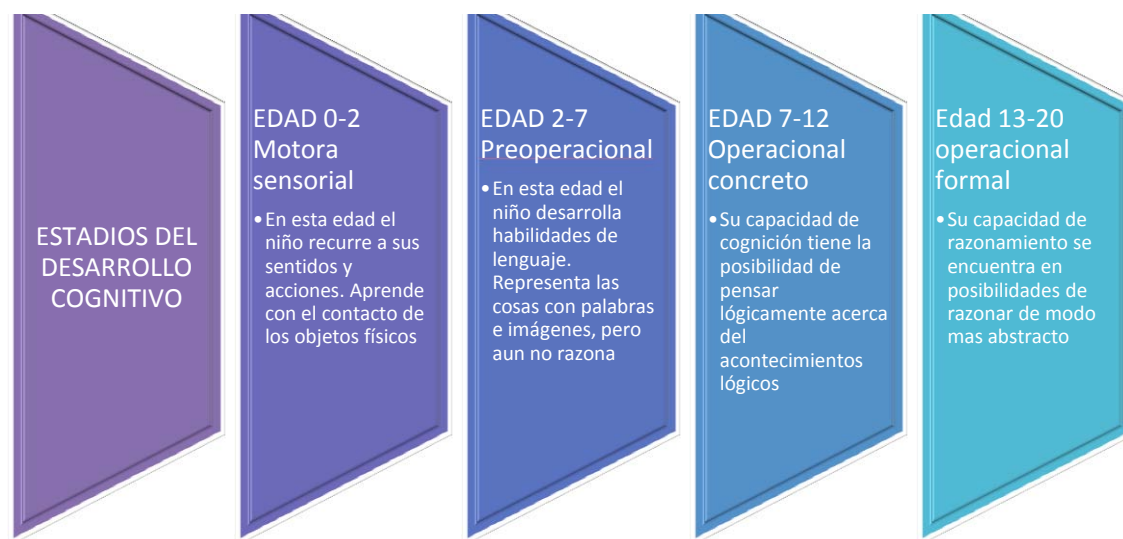 ESTADIOS DEL
DESARROLLO
COGNITIVO
EDAD 0-2
Motora
sensorial
•En esta edad el
niño recurre a sus
sentidos y
acciones. Aprende
con el contacto de
los objetos físicos
EDAD 2-7
Preoperacional
•En esta edad el
niño desarrolla
habilidades de
lenguaje.
Representa las
cosas con palabras
e imágenes, pero
aun no razona
EDAD 7-12
Operacional
concreto
•Su capacidad de
cognición tiene la
posibilidad de
pensar
lógicamente acerca
del
acontecimientos
lógicos
Edad 13-20
operacional
formal
•Su capacidad de
razonamiento se
encuentra en
posibilidades de
razonar de modo
mas abstracto